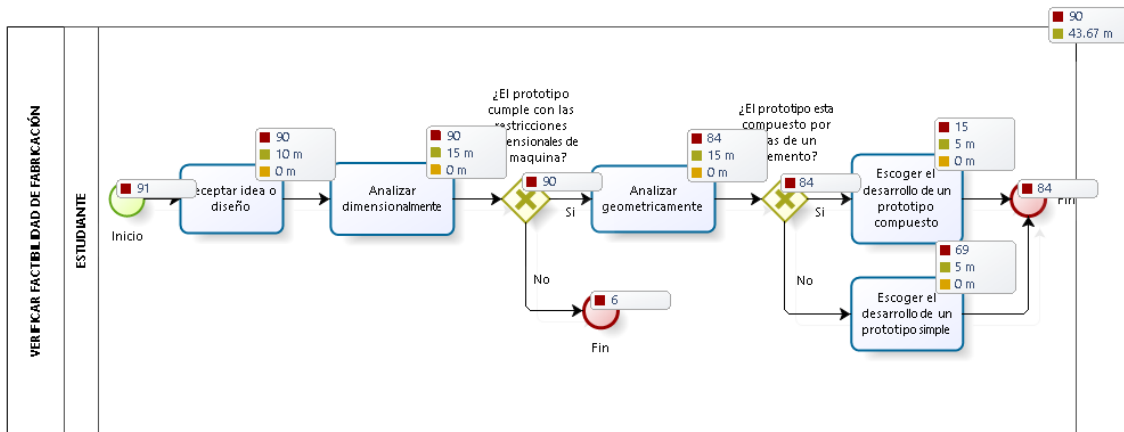 VERIFICAR FACTIBILIDAD DE FABRICACIÓN
ESTUDIANTE
90
43.67 m
91
Inicio
90
10 m
0 m
eceptar idea o
diseño
90
15 m
0 m
Analizar
dimensionalmente
¿El prototipo
cumple con las
restricciones
mensionales de
maquina?
90
Si
No
6
Fin
84
15 m
0 m
Analizar
geometricamente
¿El prototipo esta
compuesto por
as de un
emento?
84
Si
No
15
5 m
0 m
Escoger el
desarrollo de un
prototipo
compuesto
69
5 m
0 m
Escoger el
desarrollo de un
prototipo simple
84
Fin